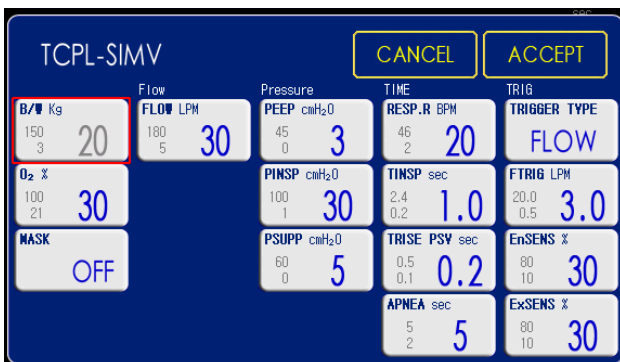 sec
TCPL-SIMV
CANCEL
ACCEPT
Flow
Pressure
TIME
TRIG
B/W Kg
150
3
20
FLOW LPM
180
5
30
PEEP cmH₂O
45
0
3
RESP.R BPM
46
2
20
TRIGGER TYPE
FLOW
O₂ %
100
21
30
PINSP cmH₂O
100
1
30
TINSP sec
2.4
0.2
1.0
FTRIG LPM
20.0
0.5
3.0
MASK
OFF
PSUPP cmH₂O
60
0
5
TRISE PSV sec
0.5
0.1
0.2
EnSENS %
80
10
30
APNEA sec
5
2
5
ExSENS %
80
10
30